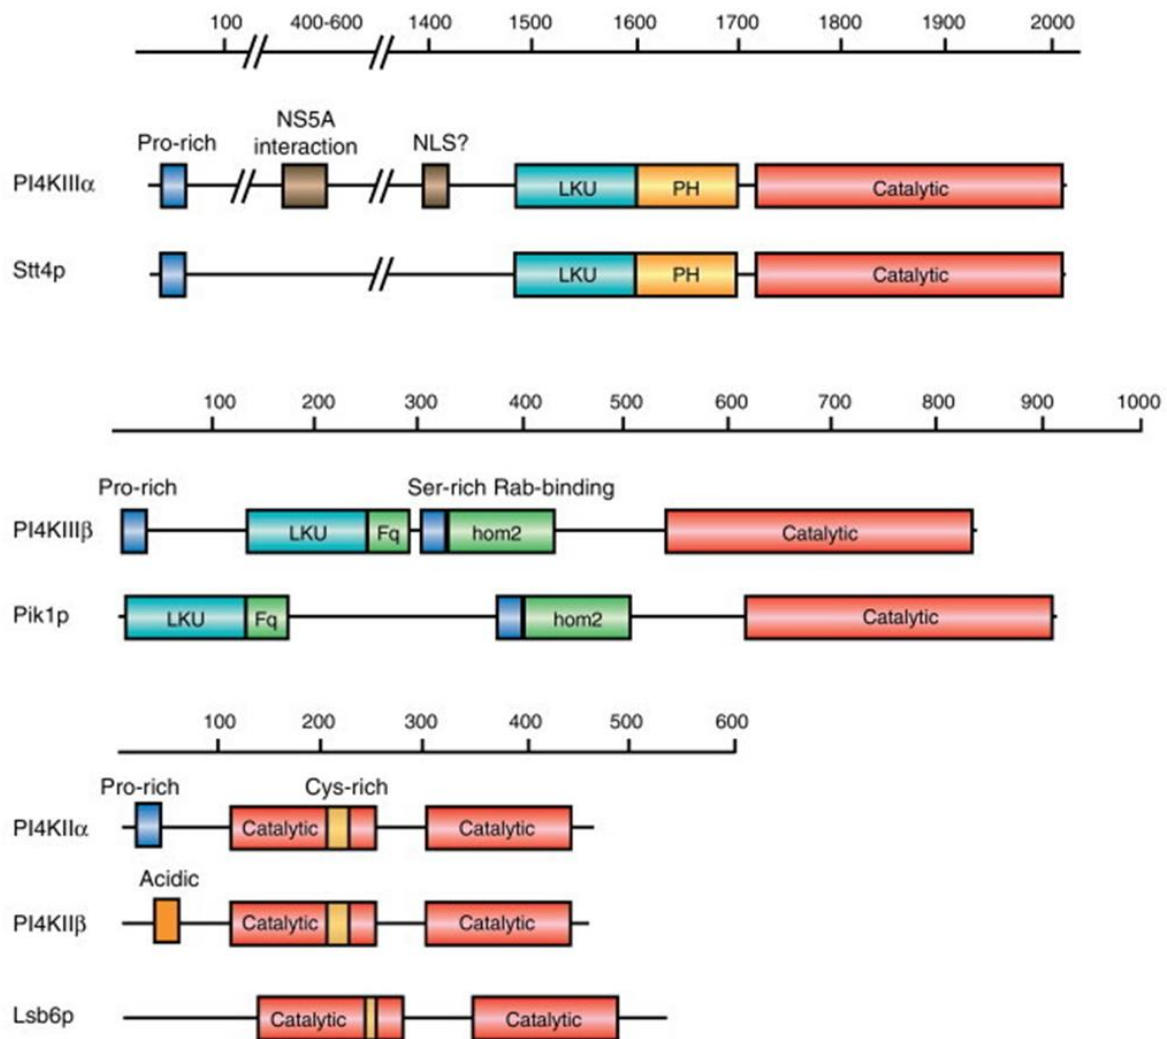 100 400-600 1400 1500 1600 1700 1800 1900 2000
NS5A
Pro-rich interaction NLS?
PI4KIIIα LKU PH Catalytic
Stt4p LKU PH Catalytic
100 200 300 400 500 600 700 800 900 1000
Pro-rich Ser-rich Rab-binding
PI4KIIIβ LKU Fq hom2 Catalytic
Pik1p LKU Fq hom2 Catalytic
100 200 300 400 500 600
Pro-rich Cys-rich
PI4KIIα Catalytic Catalytic
Acidic
PI4KIIβ Catalytic Catalytic
Lsb6p Catalytic Catalytic